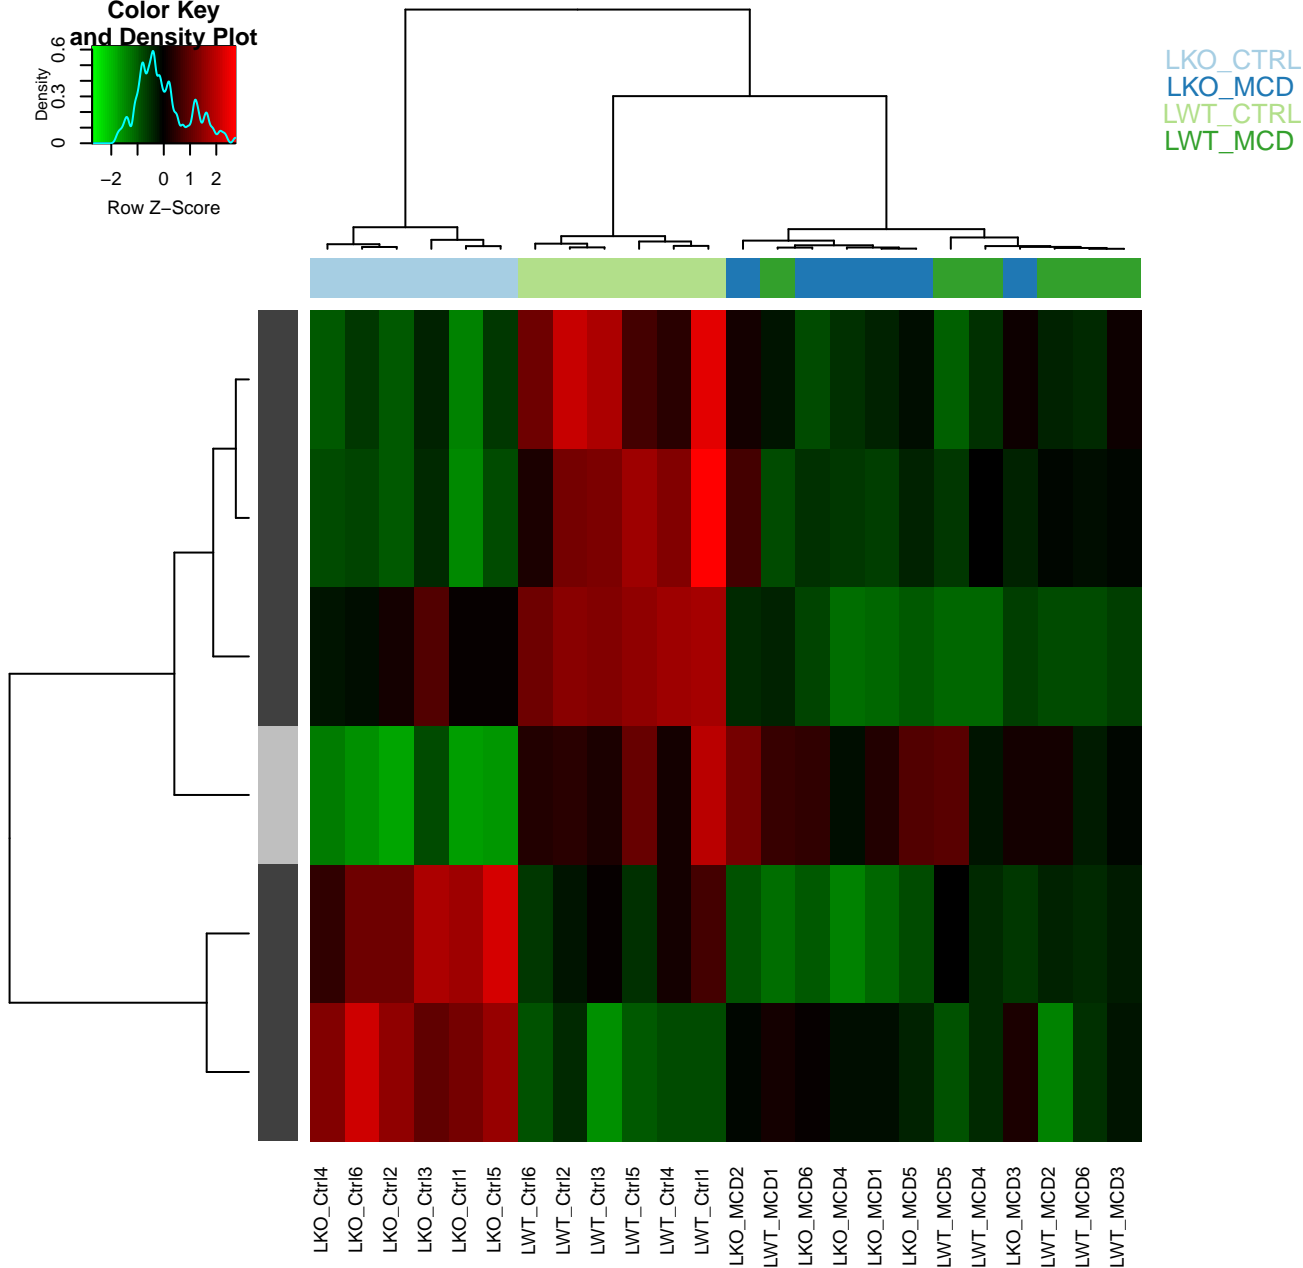 Color Key
and Density Plot
Density
0 0.3 0.6
−2 0 1 2
Row Z−Score
LKO_CTRL
LKO_MCD
LWT_CTRL
LWT_MCD
LKO_Ctrl4
LKO_Ctrl6
LKO_Ctrl2
LKO_Ctrl3
LKO_Ctrl1
LKO_Ctrl5
LWT_Ctrl6
LWT_Ctrl2
LWT_Ctrl3
LWT_Ctrl5
LWT_Ctrl4
LWT_Ctrl1
LKO_MCD2
LWT_MCD1
LKO_MCD6
LKO_MCD4
LKO_MCD1
LKO_MCD5
LWT_MCD5
LWT_MCD4
LKO_MCD3
LWT_MCD2
LWT_MCD6
LWT_MCD3